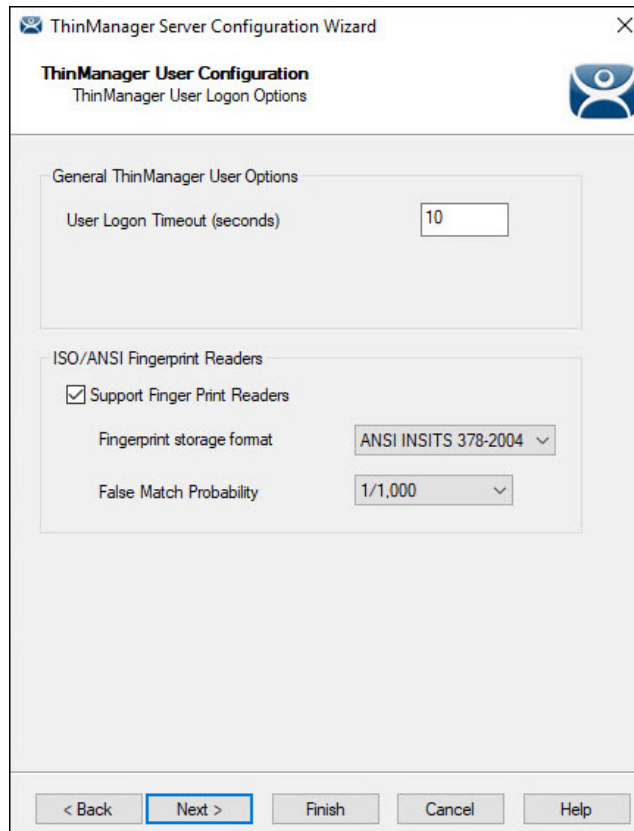 ThinManager Server Configuration Wizard
ThinManager User Configuration
ThinManager User Logon Options
General ThinManager User Options
User Logon Timeout (seconds) 10
ISO/ANSI Fingerprint Readers
Support Finger Print Readers
Fingerprint storage format ANSI INSITS 378-2004
False Match Probability 1/1,000
< Back Next > Finish Cancel Help